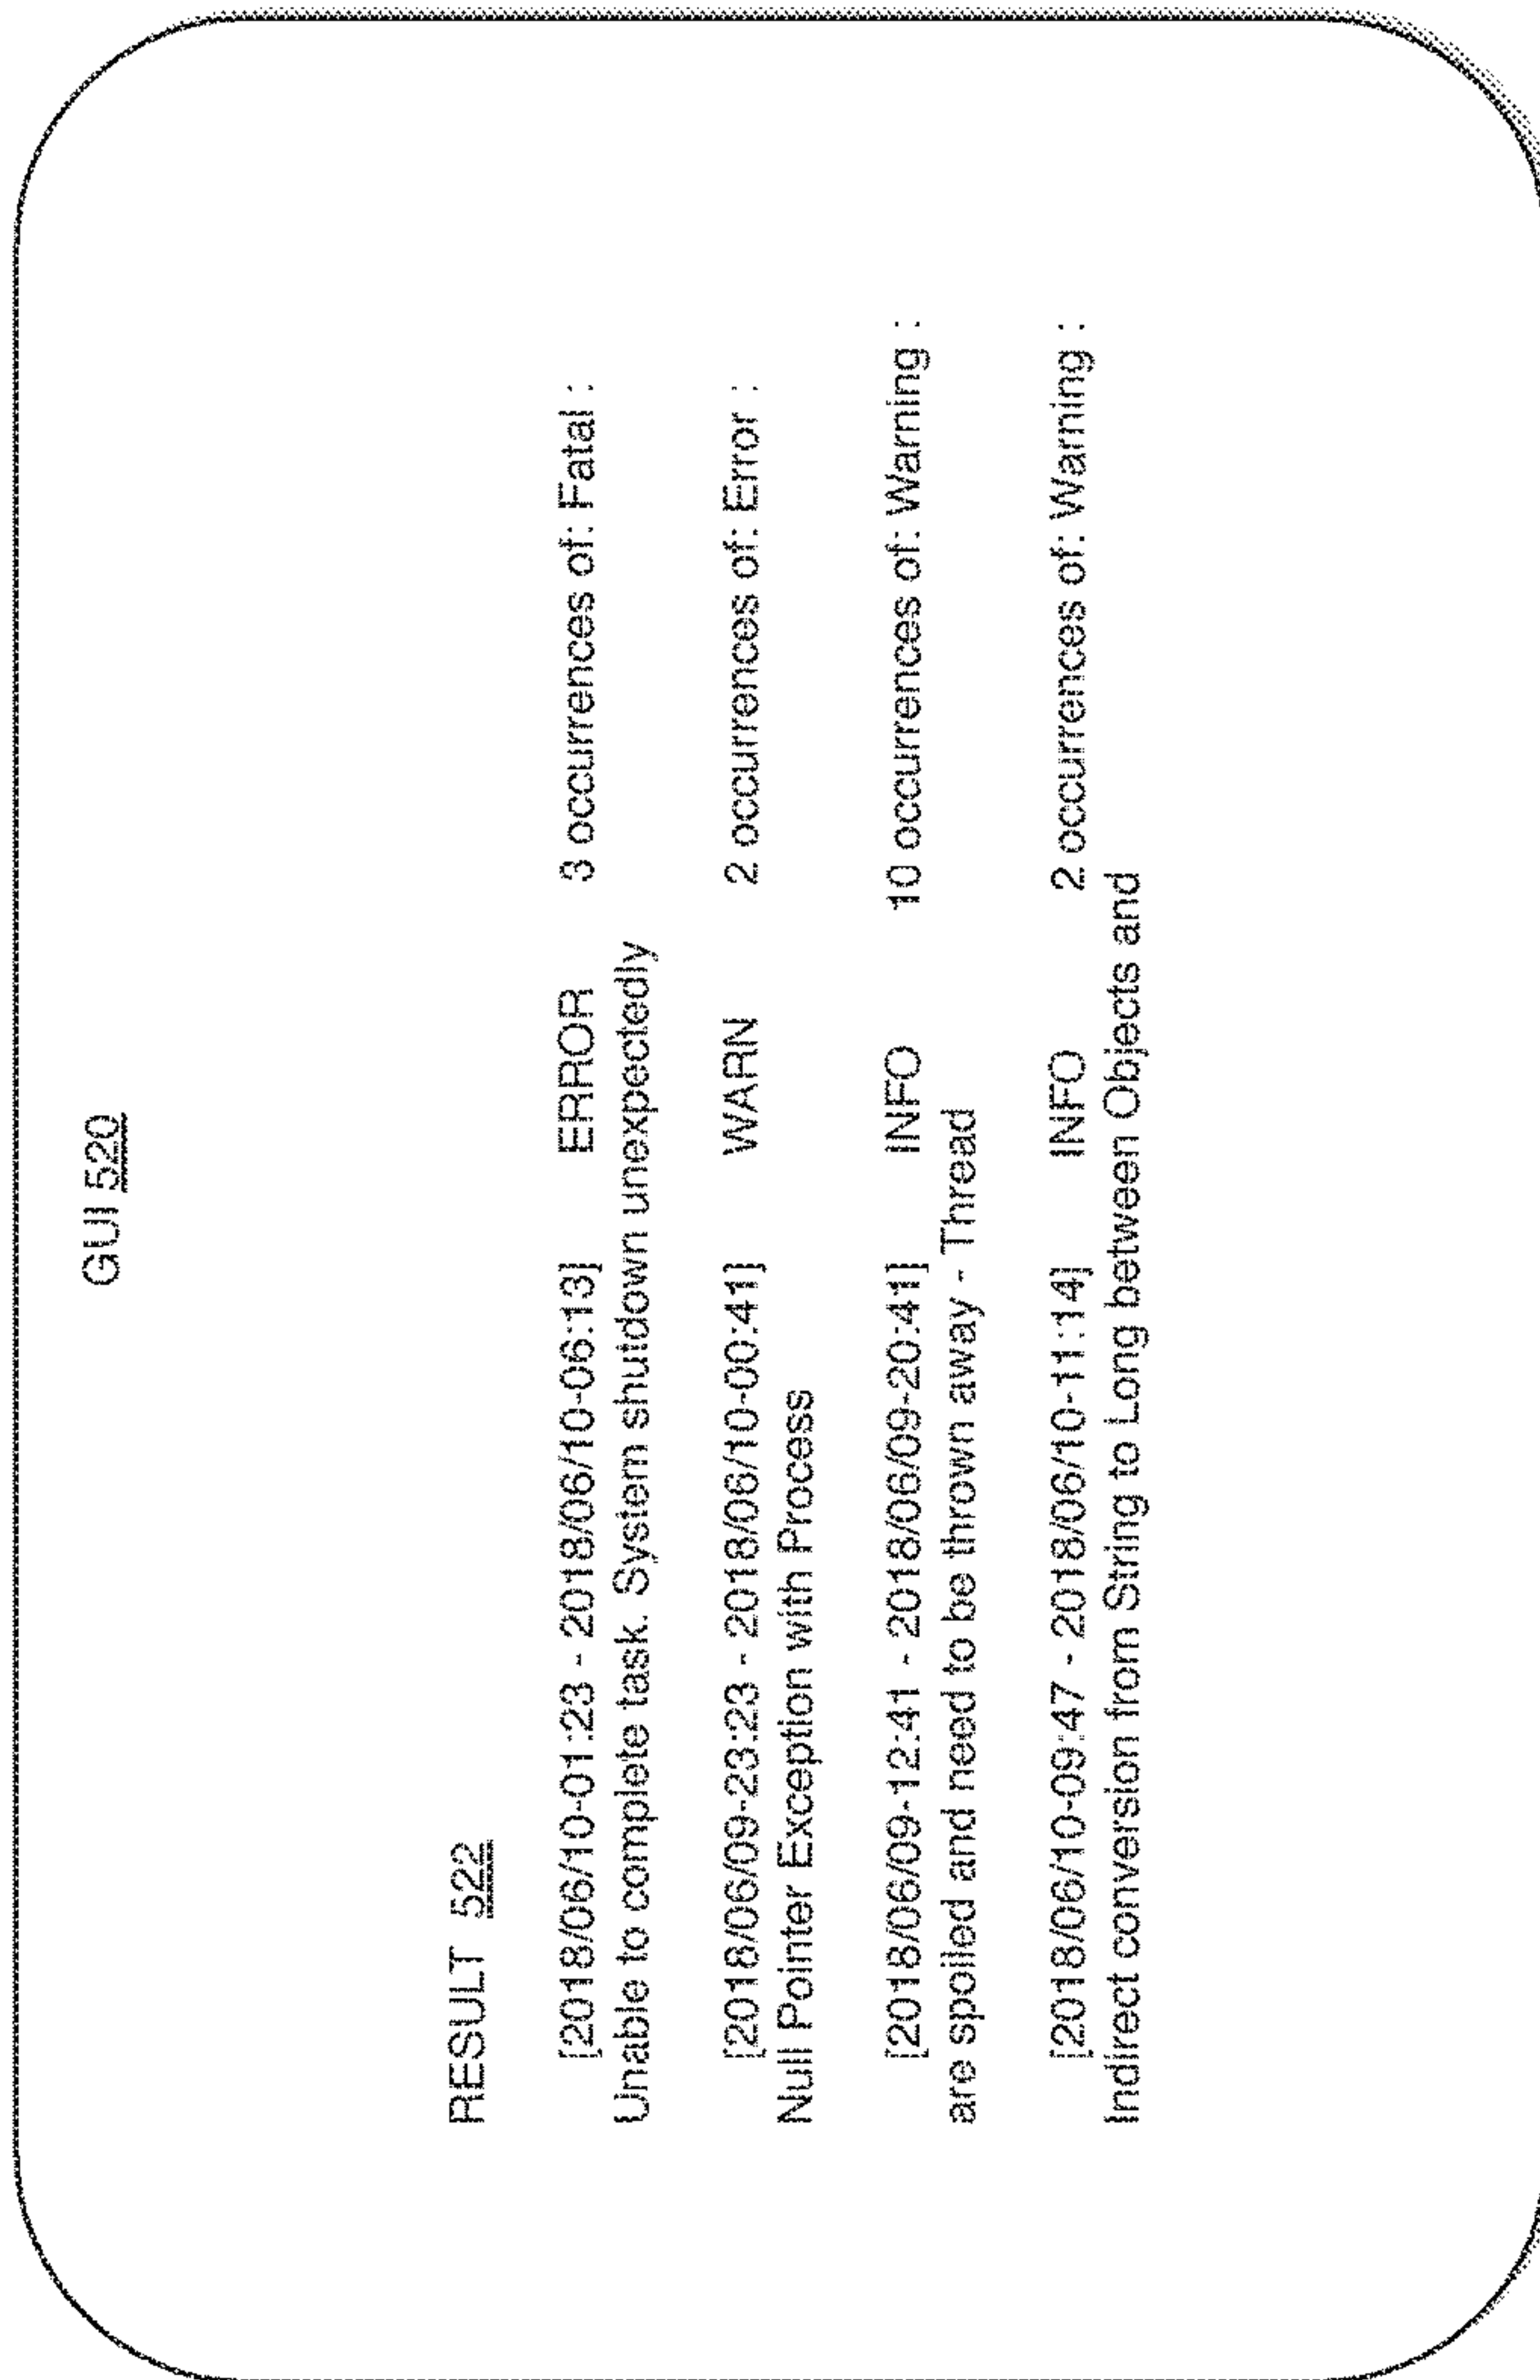 GUI 520
RESULT 522
[2018/06/10-01:23 - 2018/06/10-06:13] ERROR 3 occurrences of: Fatal :
Unable to complete task. System shutdown unexpectedly
[2018/06/09-23:23 - 2018/06/10-00:41] WARN 2 occurrences of: Error :
Null Pointer Exception with Process
[2018/06/09-12:41 - 2018/06/09-20:41] INFO 10 occurrences of: Warning :
are spoiled and need to be thrown away - Thread
[2018/06/10-09:47 - 2018/06/10-11:14] INFO 2 occurrences of: Warning :
Indirect conversion from String to Long between Objects and